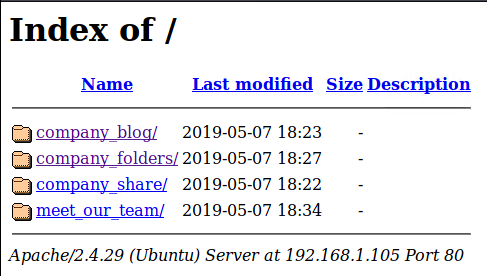 Index of /
Name Last modified Size Description
company_blog/ 2019-05-07 18:23 -
company_folders/ 2019-05-07 18:27 -
company_share/ 2019-05-07 18:22 -
meet_our_team/ 2019-05-07 18:34 -
Apache/2.4.29 (Ubuntu) Server at 192.168.1.105 Port 80